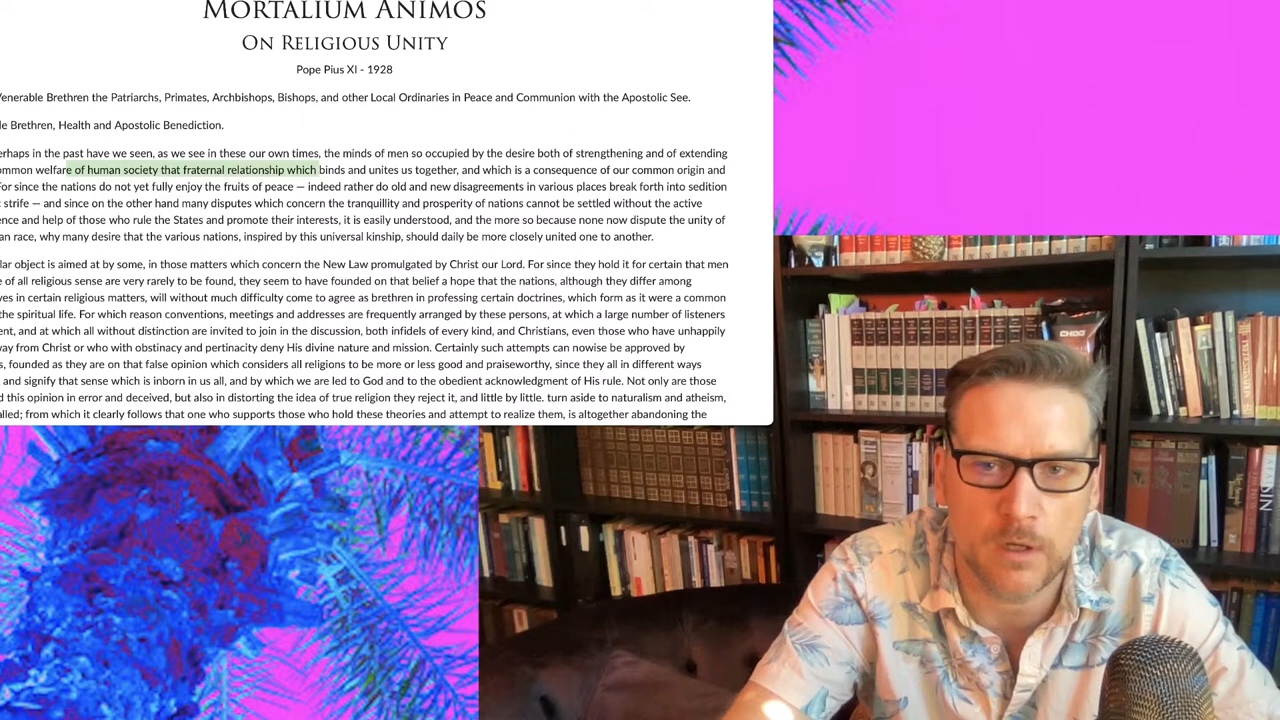 MORTALIUM ANIMOS
ON RELIGIOUS UNITY
Pope Pius XI - 1928
Venerable Brethren the Patriarchs, Primates, Archbishops, Bishops, and other Local Ordinaries in Peace and Communion with the Apostolic See.
Brethren, Health and Apostolic Benediction.
in the past have we seen, as we see in these our own times, the minds of men so occupied by the desire both of strengthening and of extending
welfare of human society that fraternal relationship which binds and unites us together, and which is a consequence of our common origin and
For since the nations do not yet fully enjoy the fruits of peace — indeed rather do old and new disagreements in various places break forth into sedition
strife — and since on the other hand many disputes which concern the tranquillity and prosperity of nations cannot be settled without the active
and help of those who rule the States and promote their interests, it is easily understood, and the more so because none now dispute the unity of
race, why many desire that the various nations, inspired by this universal kinship, should daily be more closely united one to another.
object is aimed at by some, in those matters which concern the New Law promulgated by Christ our Lord. For since they hold it for certain that men
of all religious sense are very rarely to be found, they seem to have founded on that belief a hope that the nations, although they differ among
in certain religious matters, will without much difficulty come to agree as brethren in professing certain doctrines, which form as it were a common
the spiritual life. For which reason conventions, meetings and addresses are frequently arranged by these persons, at which a large number of listeners
and at which all without distinction are invited to join in the discussion, both infidels of every kind, and Christians, even those who have unhappily
from Christ or who with obstinacy and pertinacity deny His divine nature and mission. Certainly such attempts can nowise be approved by
founded as they are on that false opinion which considers all religions to be more or less good and praiseworthy, since they all in different ways
and signify that sense which is inborn in us all, and by which we are led to God and to the obedient acknowledgment of His rule. Not only are those
this opinion in error and deceived, but also in distorting the idea of true religion they reject it, and little by little. turn aside to naturalism and atheism,
from which it clearly follows that one who supports those who hold these theories and attempt to realize them, is altogether abandoning the